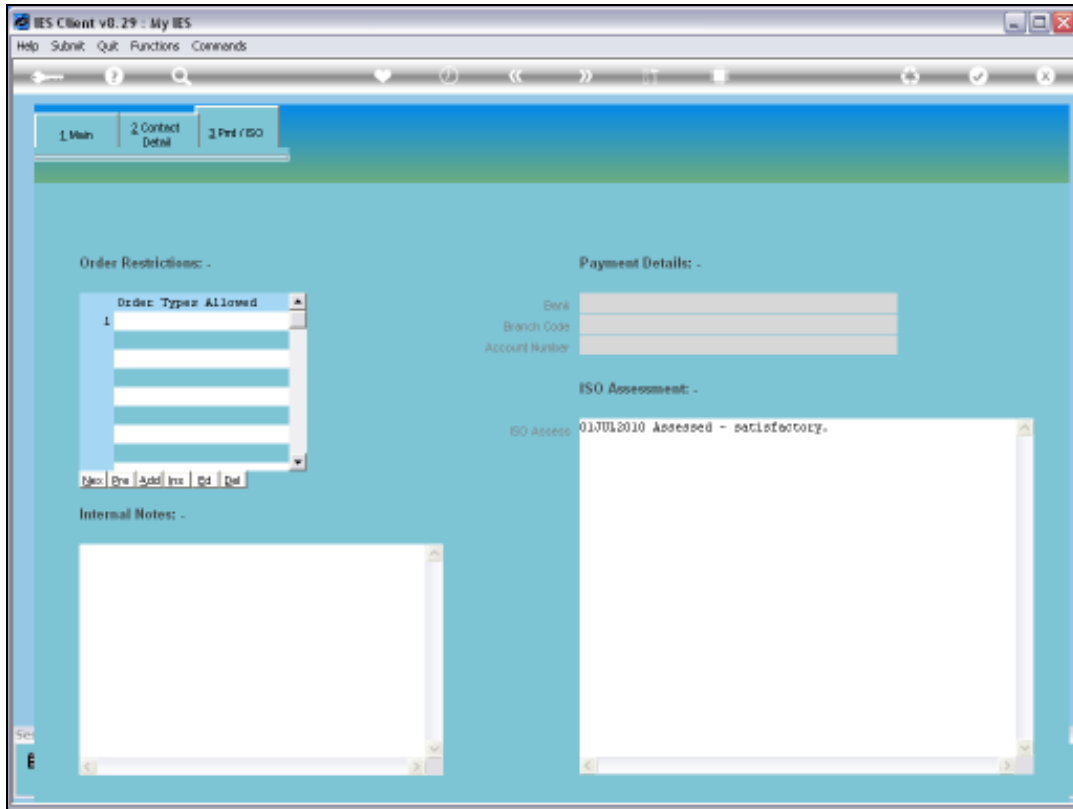 IES Client v8.29 : My IES
Help Submit Quit Functions Commands
1 Main
2 Contact
Detail
3 Pmt / ISO
Order Restrictions: -
Payment Details: -
Order Types Allowed
1
Bank
Branch Code
Account Number
ISO Assessment: -
ISO Assess
01JUL2010 Assessed - satisfactory.
Nex Pre Add Ins Ed Del
Internal Notes: -